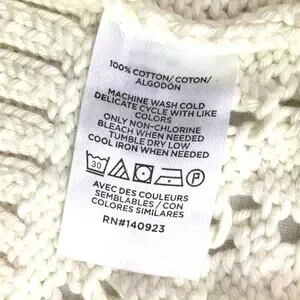 100% COTTON/ COTON/
ALGODON
MACHINE WASH COLD
DELICATE CYCLE WITH LIKE
COLORS
ONLY NON-CHLORINE
BLEACH WHEN NEEDED
TUMBLE DRY LOW
COOL IRON WHEN NEEDED
30 P
AVEC DES COULEURS
SEMBLABLES / CON
COLORES SIMILARES
RN#140923